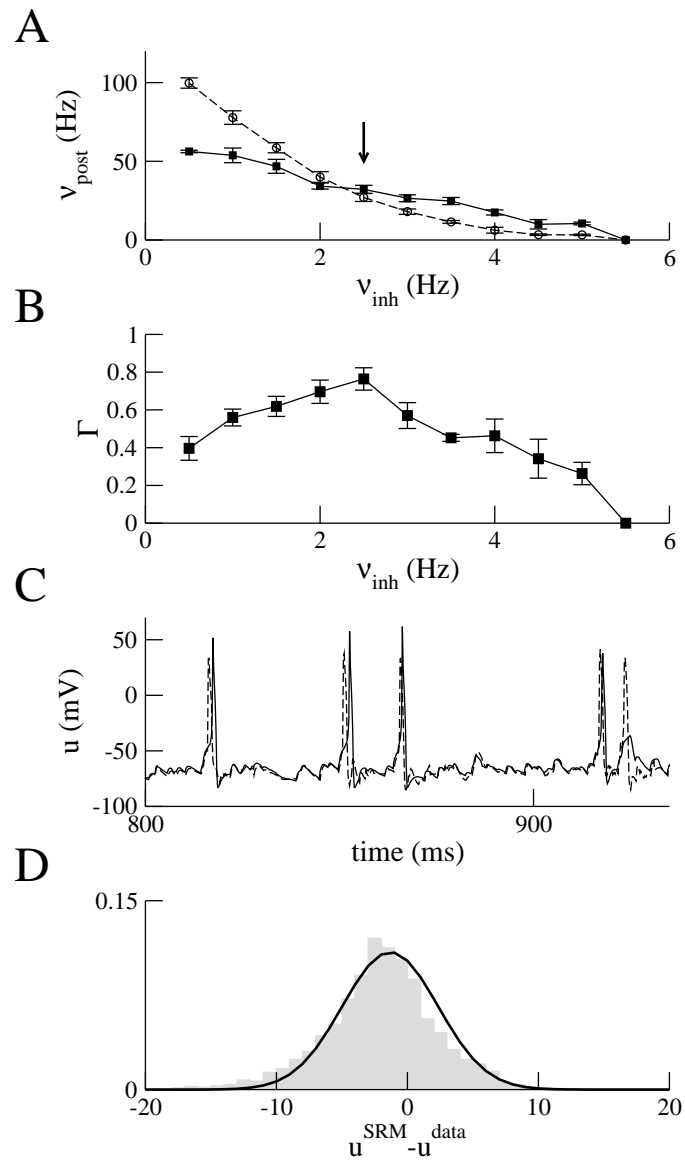 A
100
50
0
ν_post (Hz)
0 2 4 6
ν_inh (Hz)
B
1
0.8
0.6
0.4
0.2
0
Γ
0 2 4 6
ν_inh (Hz)
C
50
0
-50
-100
u (mV)
800 900
time (ms)
D
0.15
0
-20 -10 0 10 20
u^SRM-u^data